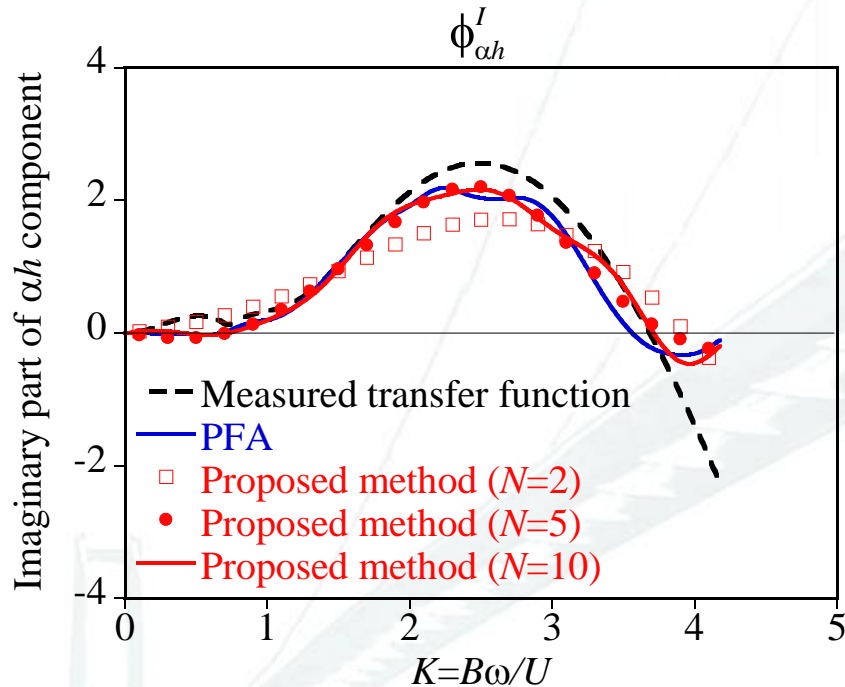 ϕᴵαh
4
2
0
-2
-4
Imaginary part of αh component
Measured transfer function
PFA
Proposed method (N=2)
Proposed method (N=5)
Proposed method (N=10)
0 1 2 3 4 5
K=Bω/U